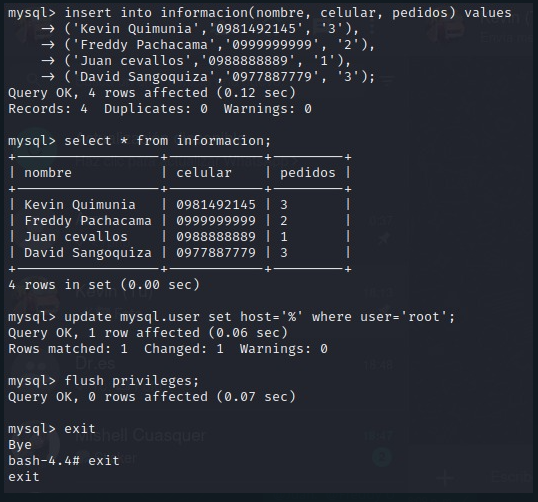 mysql> insert into informacion(nombre, celular, pedidos) values
    → ('Kevin Quimunia','0981492145', '3'),
    → ('Freddy Pachacama','0999999999', '2'),
    → ('Juan cevallos','0988888889', '1'),
    → ('David Sangoquiza','0977887779', '3');
Query OK, 4 rows affected (0.12 sec)
Records: 4  Duplicates: 0  Warnings: 0
mysql> select * from informacion;
| nombre           | celular    | pedidos |
| Kevin Quimunia   | 0981492145 | 3       |
| Freddy Pachacama | 0999999999 | 2       |
| Juan cevallos    | 0988888889 | 1       |
| David Sangoquiza | 0977887779 | 3       |
4 rows in set (0.00 sec)
mysql> update mysql.user set host='%' where user='root';
Query OK, 1 row affected (0.06 sec)
Rows matched: 1  Changed: 1  Warnings: 0
mysql> flush privileges;
Query OK, 0 rows affected (0.07 sec)
mysql> exit
Bye
Mishell Cuasquer
bash-4.4# exit
exit